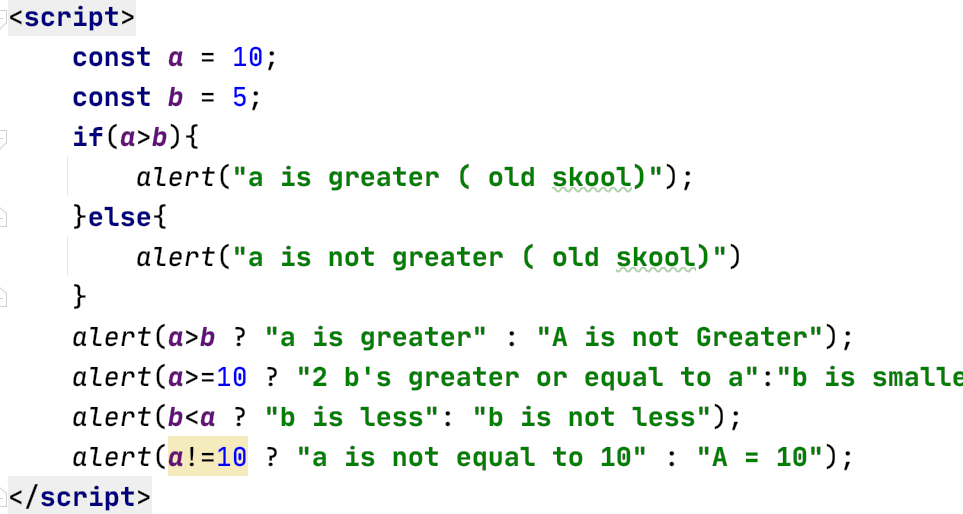 <script>
const a = 10;
const b = 5;
if(a>b){
alert("a is greater ( old skool)");
}else{
alert("a is not greater ( old skool)")
}
alert(a>b ? "a is greater" : "A is not Greater");
alert(a>=10 ? "2 b's greater or equal to a":"b is smalle
alert(b<a ? "b is less": "b is not less");
alert(a!=10 ? "a is not equal to 10" : "A = 10");
</script>